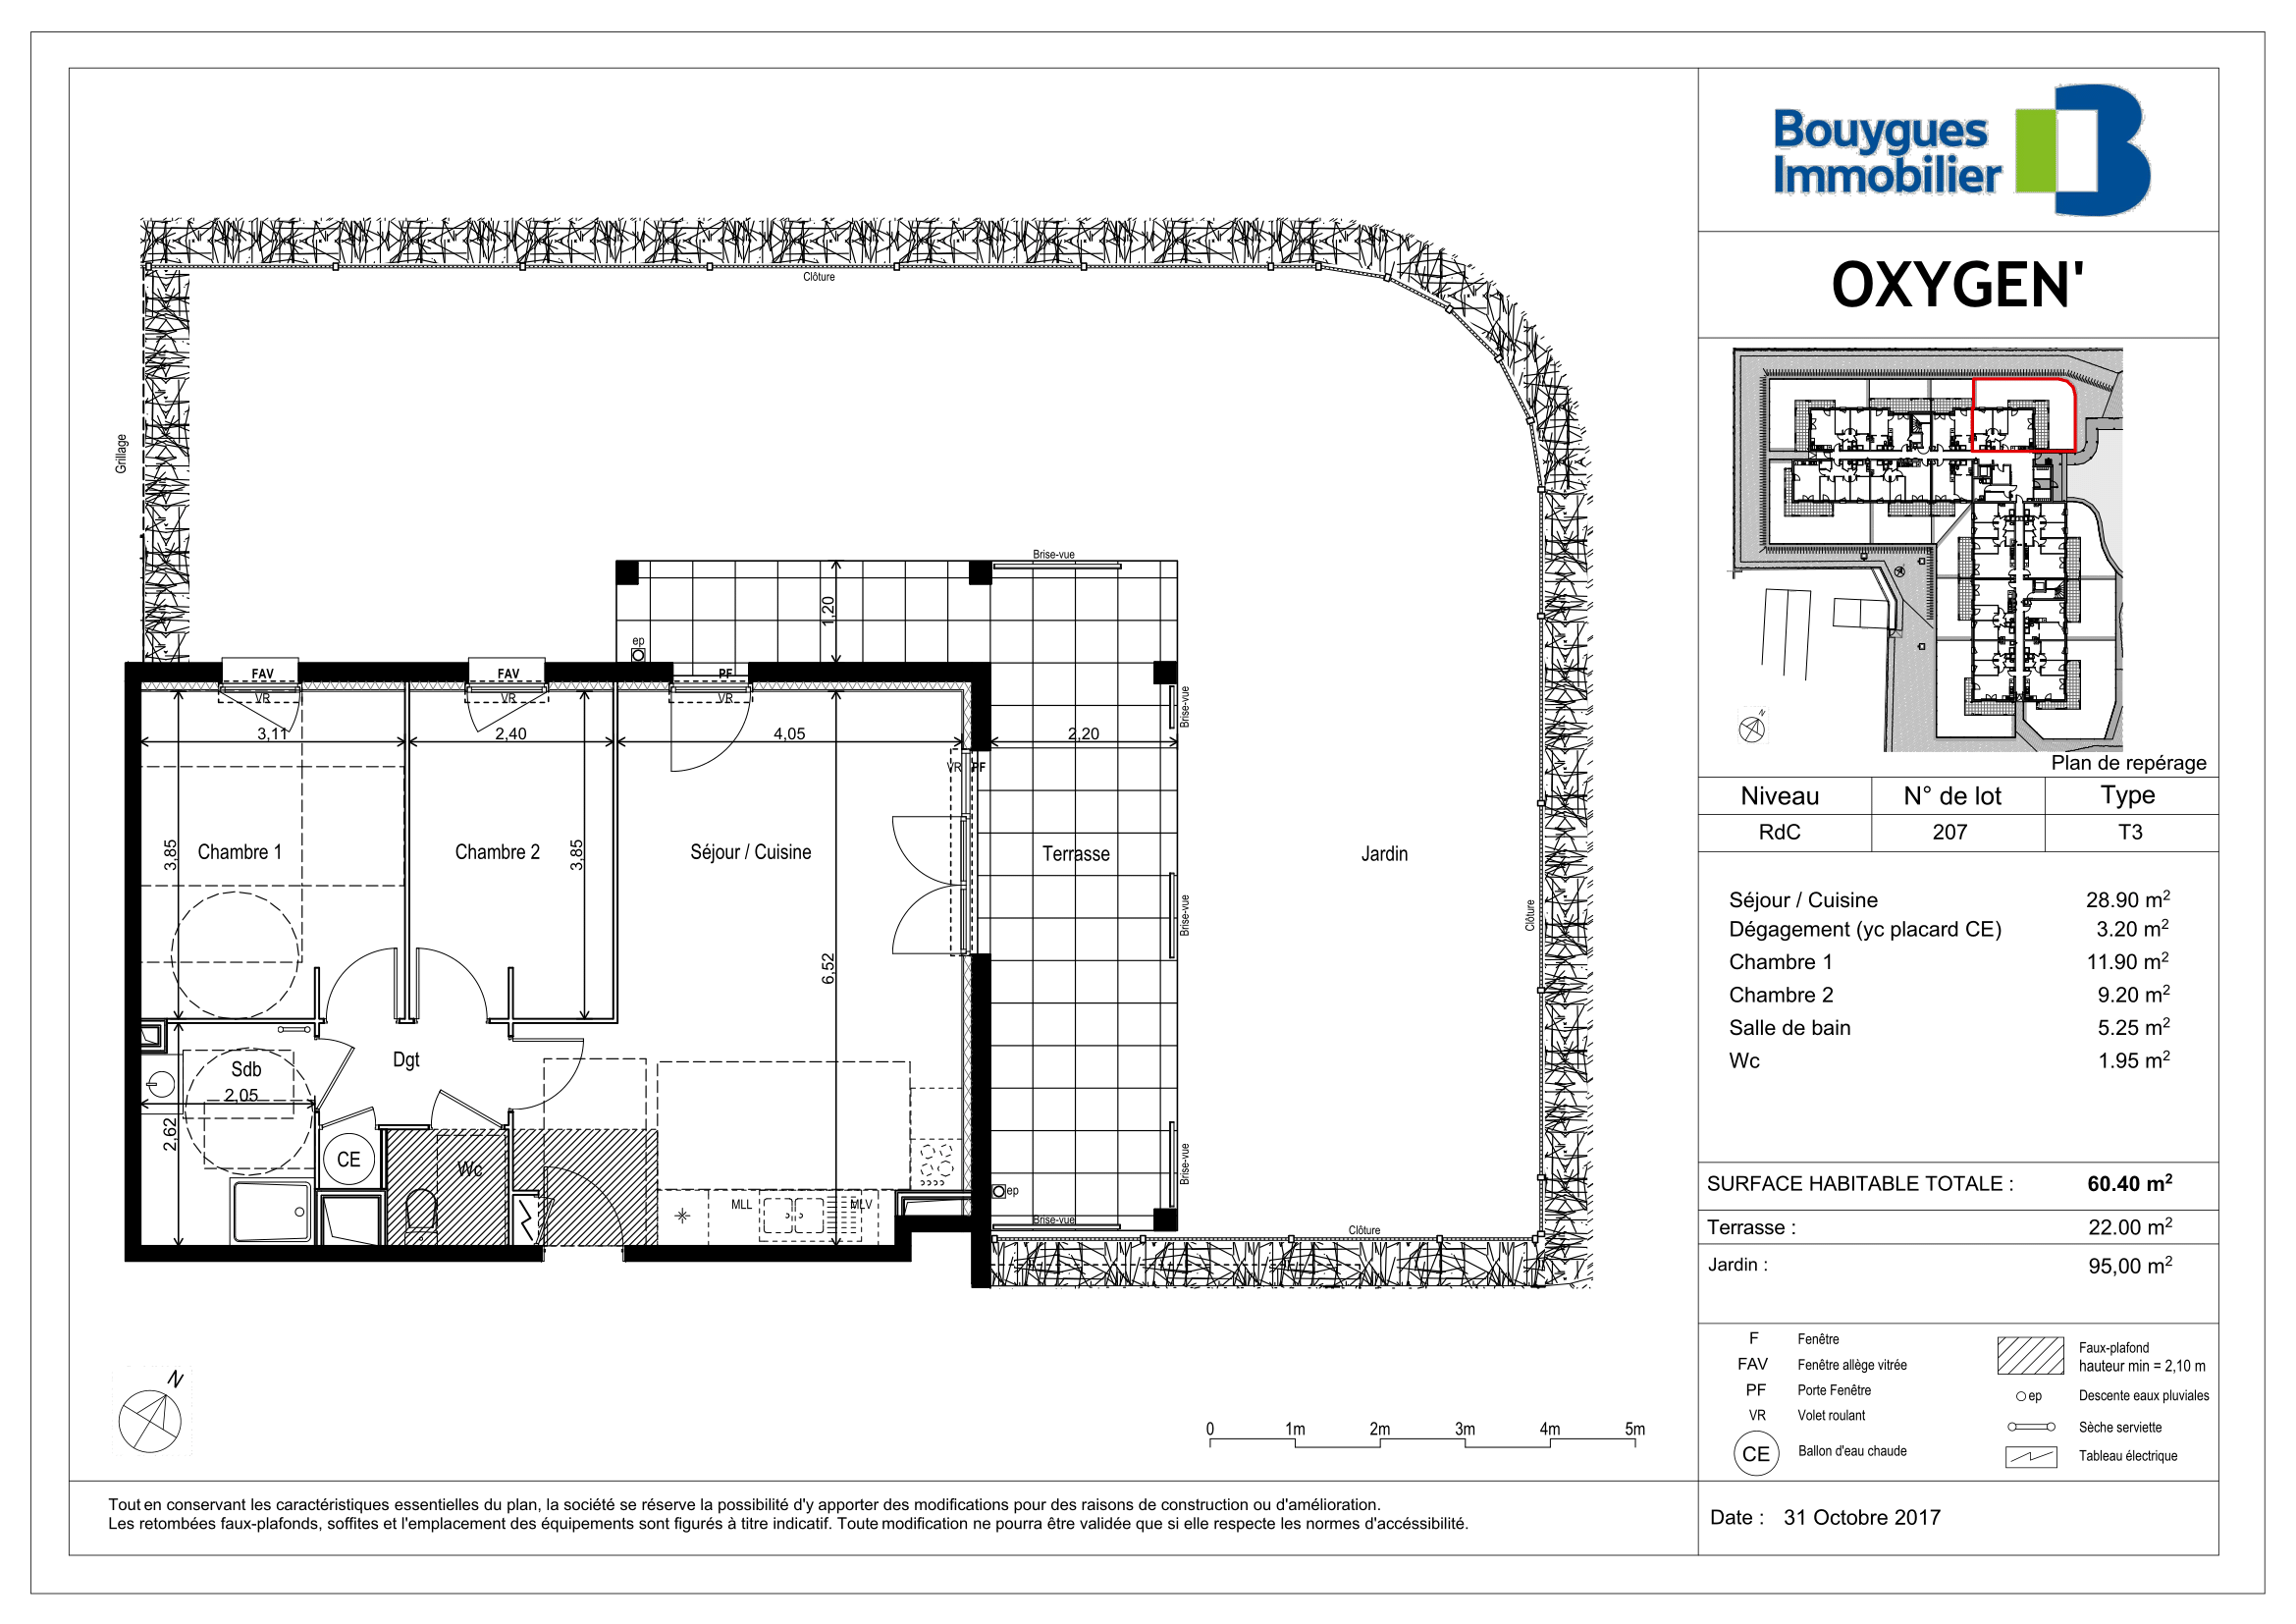 Bouygues
Immobilier
OXYGEN'
N
Plan de repérage
Niveau N° de lot Type
RdC 207 T3
Séjour / Cuisine 28.90 m²
Dégagement (yc placard CE) 3.20 m²
Chambre 1 11.90 m²
Chambre 2 9.20 m²
Salle de bain 5.25 m²
Wc 1.95 m²
SURFACE HABITABLE TOTALE : 60.40 m²
Terrasse : 22.00 m²
Jardin : 95,00 m²
F Fenêtre
FAV Fenêtre allège vitrée
PF Porte Fenêtre
VR Volet roulant
CE Ballon d'eau chaude
Faux-plafond
hauteur min = 2,10 m
ep Descente eaux pluviales
Sèche serviette
Tableau électrique
Date : 31 Octobre 2017
Clôture
Grillage
Brise-vue
1,20
ep
FAV
FAV
PF
VR
VR
VR
Brise-vue
3,11
2,40
4,05
2,20
VR PF
3,85
Chambre 1
Chambre 2
3,85
Séjour / Cuisine
Terrasse
Jardin
Clôture
Brise-vue
6,52
Dgt
Sdb
2,05
2,62
CE
Wc
Brise-vue
MLL
MLV
ep
Brise-vue
Clôture
N
0 1m 2m 3m 4m 5m
Tout en conservant les caractéristiques essentielles du plan, la société se réserve la possibilité d'y apporter des modifications pour des raisons de construction ou d'amélioration.
Les retombées faux-plafonds, soffites et l'emplacement des équipements sont figurés à titre indicatif. Toute modification ne pourra être validée que si elle respecte les normes d'accéssibilité.